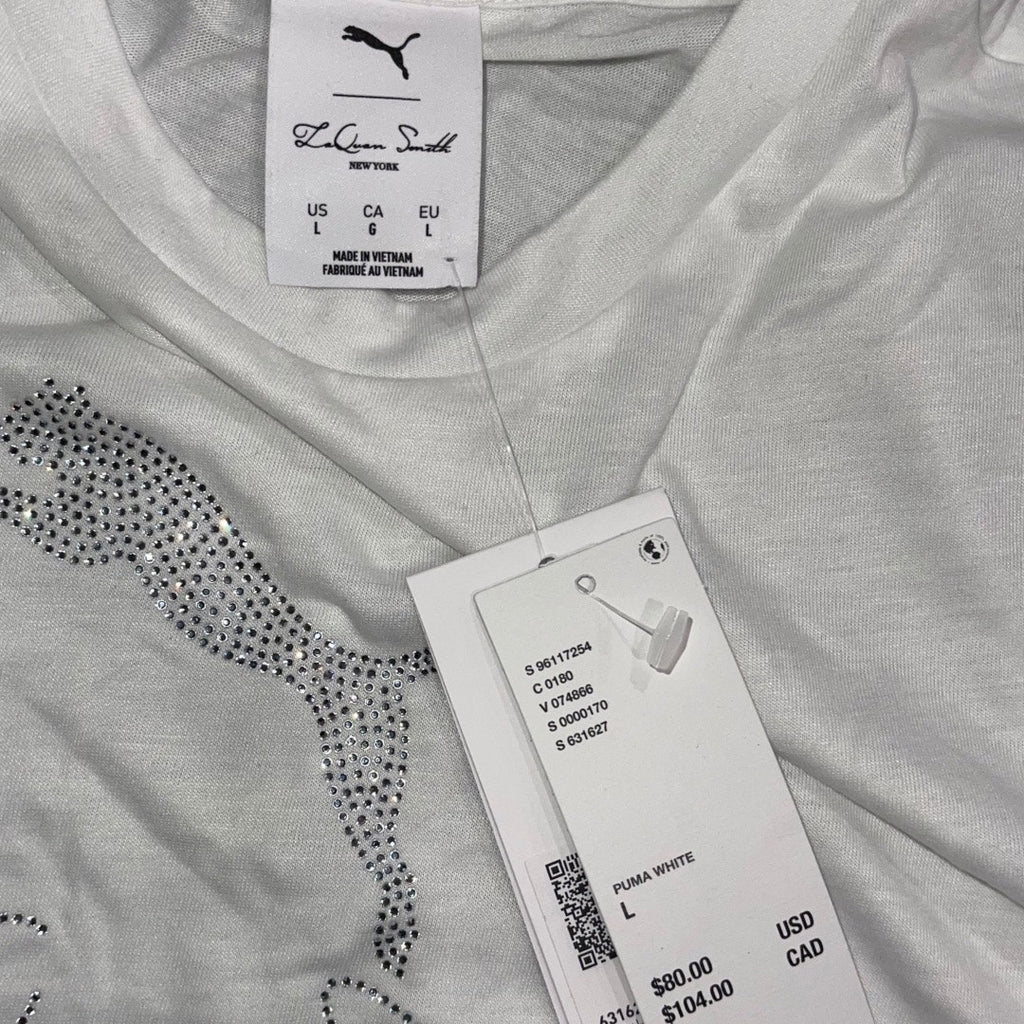 LaQuan Smith
NEW YORK
US CA EU
L G L
MADE IN VIETNAM
FABRIQUÉ AU VIETNAM
S 96117254
C 0180
V 074866
S 0000170
S 631627
PUMA WHITE
L
$80.00 USD
$104.00 CAD